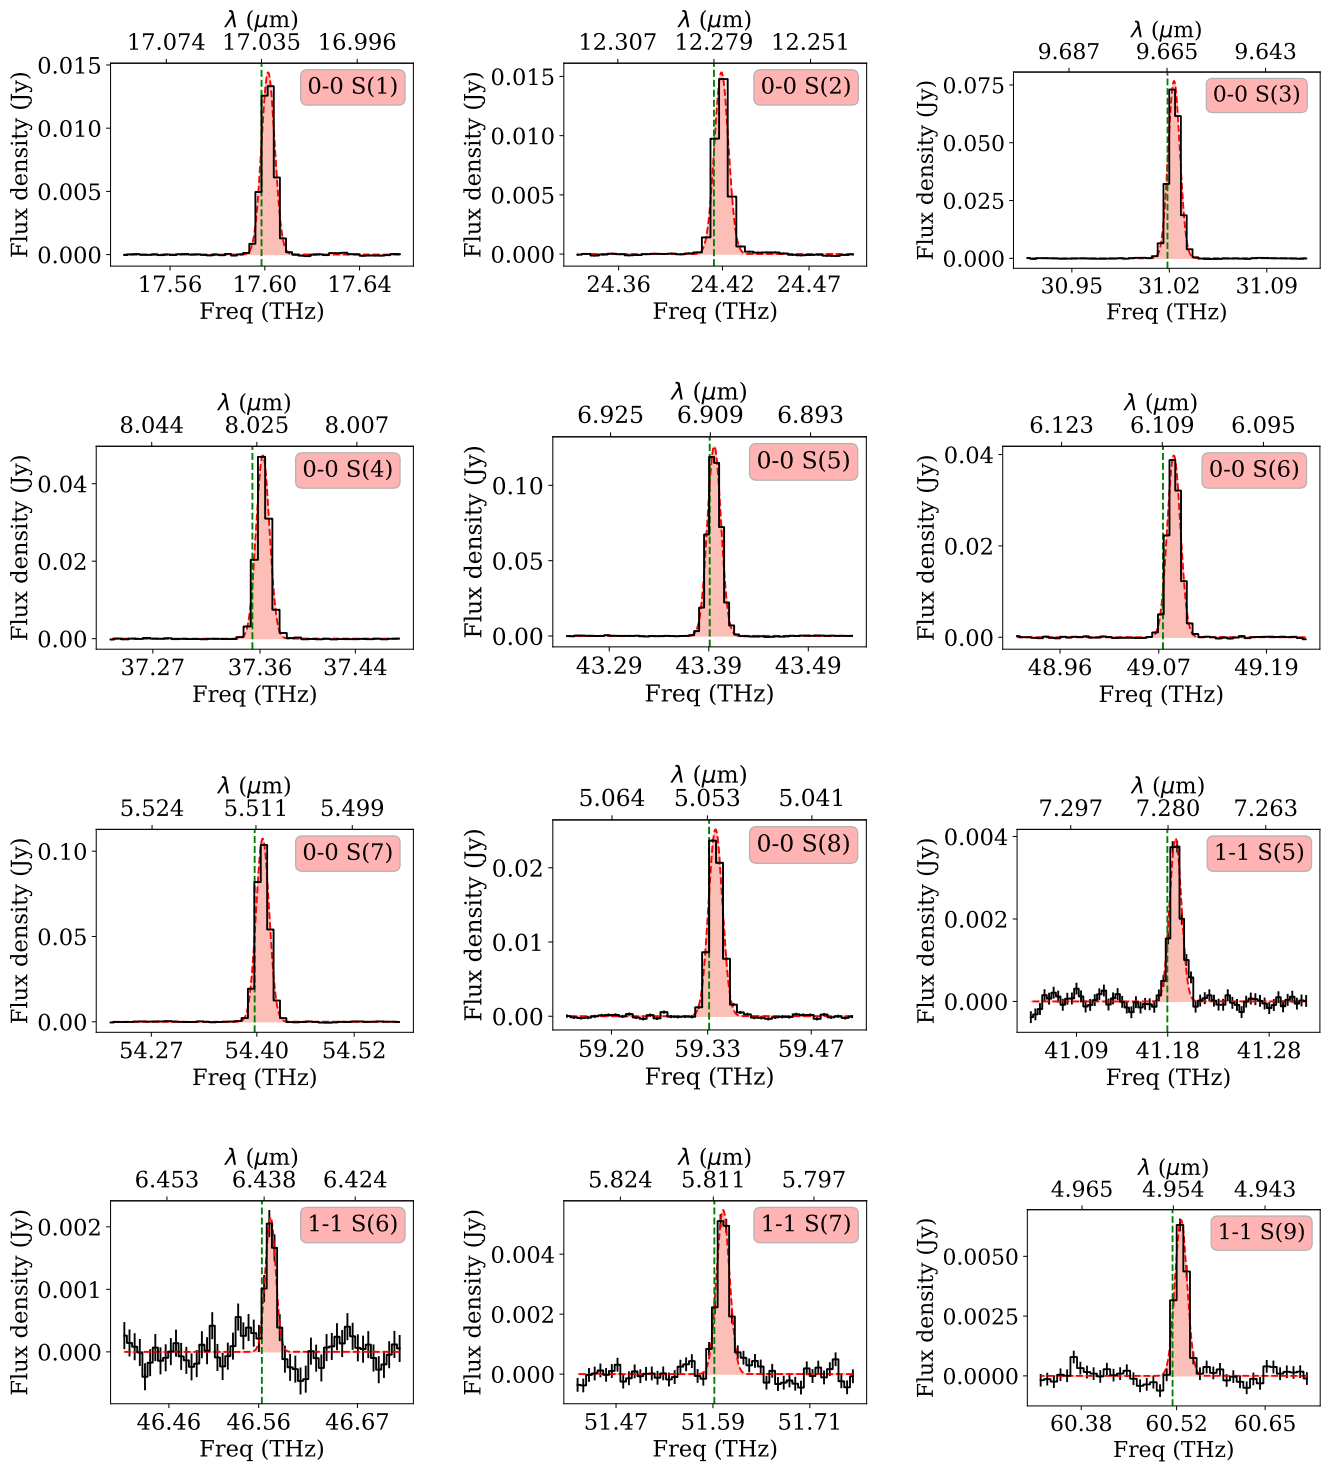 λ (μm)
17.074 17.035 16.996
0.015
0.010
0.005
0.000
Flux density (Jy)
0-0 S(1)
17.56 17.60 17.64
Freq (THz)
λ (μm)
12.307 12.279 12.251
0.015
0.010
0.005
0.000
Flux density (Jy)
0-0 S(2)
24.36 24.42 24.47
Freq (THz)
λ (μm)
9.687 9.665 9.643
0.075
0.050
0.025
0.000
Flux density (Jy)
0-0 S(3)
30.95 31.02 31.09
Freq (THz)
λ (μm)
8.044 8.025 8.007
0.04
0.02
0.00
Flux density (Jy)
0-0 S(4)
37.27 37.36 37.44
Freq (THz)
λ (μm)
6.925 6.909 6.893
0.10
0.05
0.00
Flux density (Jy)
0-0 S(5)
43.29 43.39 43.49
Freq (THz)
λ (μm)
6.123 6.109 6.095
0.04
0.02
0.00
Flux density (Jy)
0-0 S(6)
48.96 49.07 49.19
Freq (THz)
λ (μm)
5.524 5.511 5.499
0.10
0.05
0.00
Flux density (Jy)
0-0 S(7)
54.27 54.40 54.52
Freq (THz)
λ (μm)
5.064 5.053 5.041
0.02
0.01
0.00
Flux density (Jy)
0-0 S(8)
59.20 59.33 59.47
Freq (THz)
λ (μm)
7.297 7.280 7.263
0.004
0.002
0.000
Flux density (Jy)
1-1 S(5)
41.09 41.18 41.28
Freq (THz)
λ (μm)
6.453 6.438 6.424
0.002
0.001
0.000
Flux density (Jy)
1-1 S(6)
46.46 46.56 46.67
Freq (THz)
λ (μm)
5.824 5.811 5.797
0.004
0.002
0.000
Flux density (Jy)
1-1 S(7)
51.47 51.59 51.71
Freq (THz)
λ (μm)
4.965 4.954 4.943
0.0050
0.0025
0.0000
Flux density (Jy)
1-1 S(9)
60.38 60.52 60.65
Freq (THz)